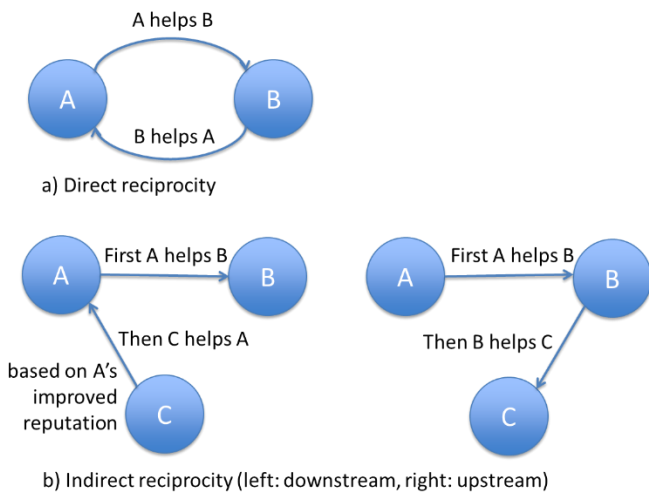 A helps B
A
B
B helps A
a) Direct reciprocity
First A helps B
A
B
Then C helps A
based on A's
improved
reputation
C
First A helps B
A
B
Then B helps C
C
b) Indirect reciprocity (left: downstream, right: upstream)